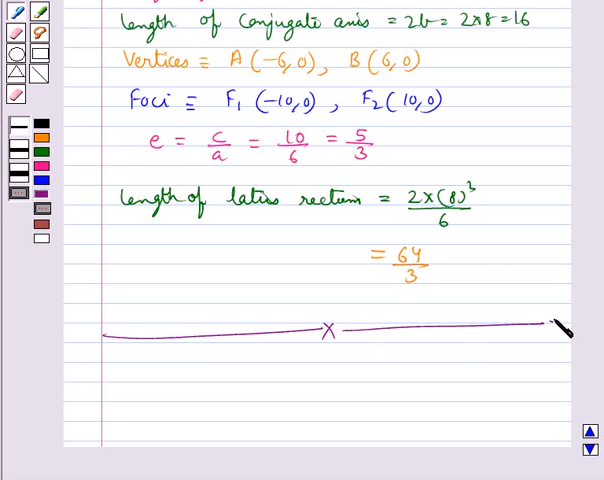 Length of Conjugate axis = 2b = 2×8 = 16
Vertices ≡ A(-6,0), B(6,0)
Foci ≡ F₁(-10,0), F₂(10,0)
e = c/a = 10/6 = 5/3
Length of latus rectum = 2×(8)²/6
= 64/3
X